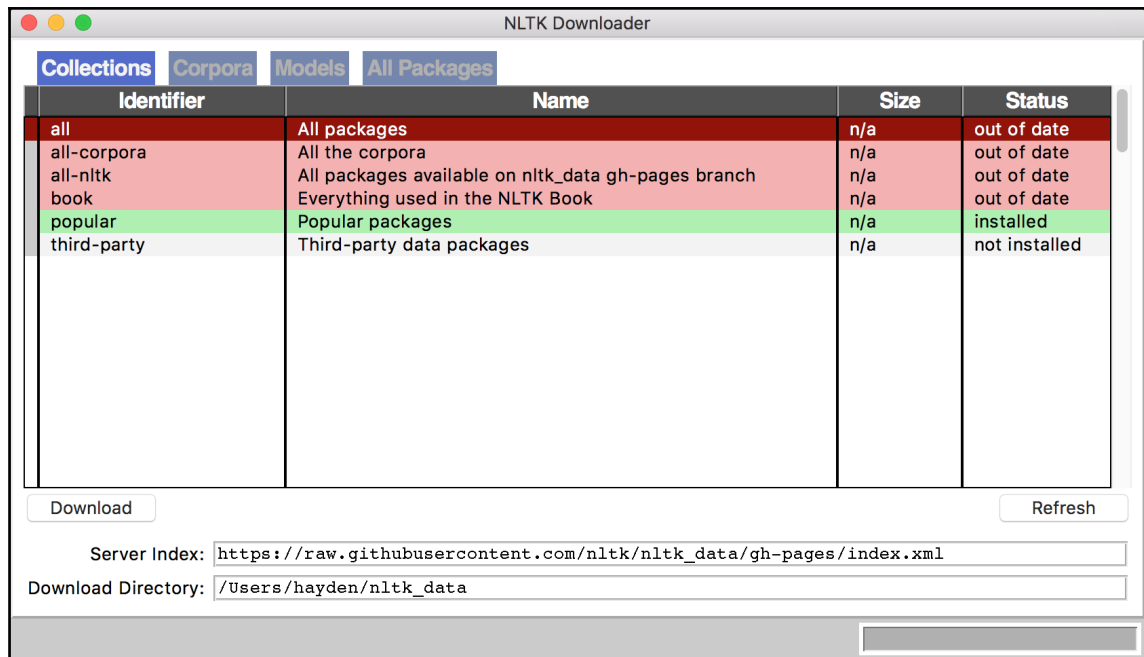 NLTK Downloader
Collections Corpora Models All Packages
Identifier Name Size Status
all All packages n/a out of date
all-corpora All the corpora n/a out of date
all-nltk All packages available on nltk_data gh-pages branch n/a out of date
book Everything used in the NLTK Book n/a out of date
popular Popular packages n/a installed
third-party Third-party data packages n/a not installed
Download Refresh
Server Index: https://raw.githubusercontent.com/nltk/nltk_data/gh-pages/index.xml
Download Directory: /Users/hayden/nltk_data